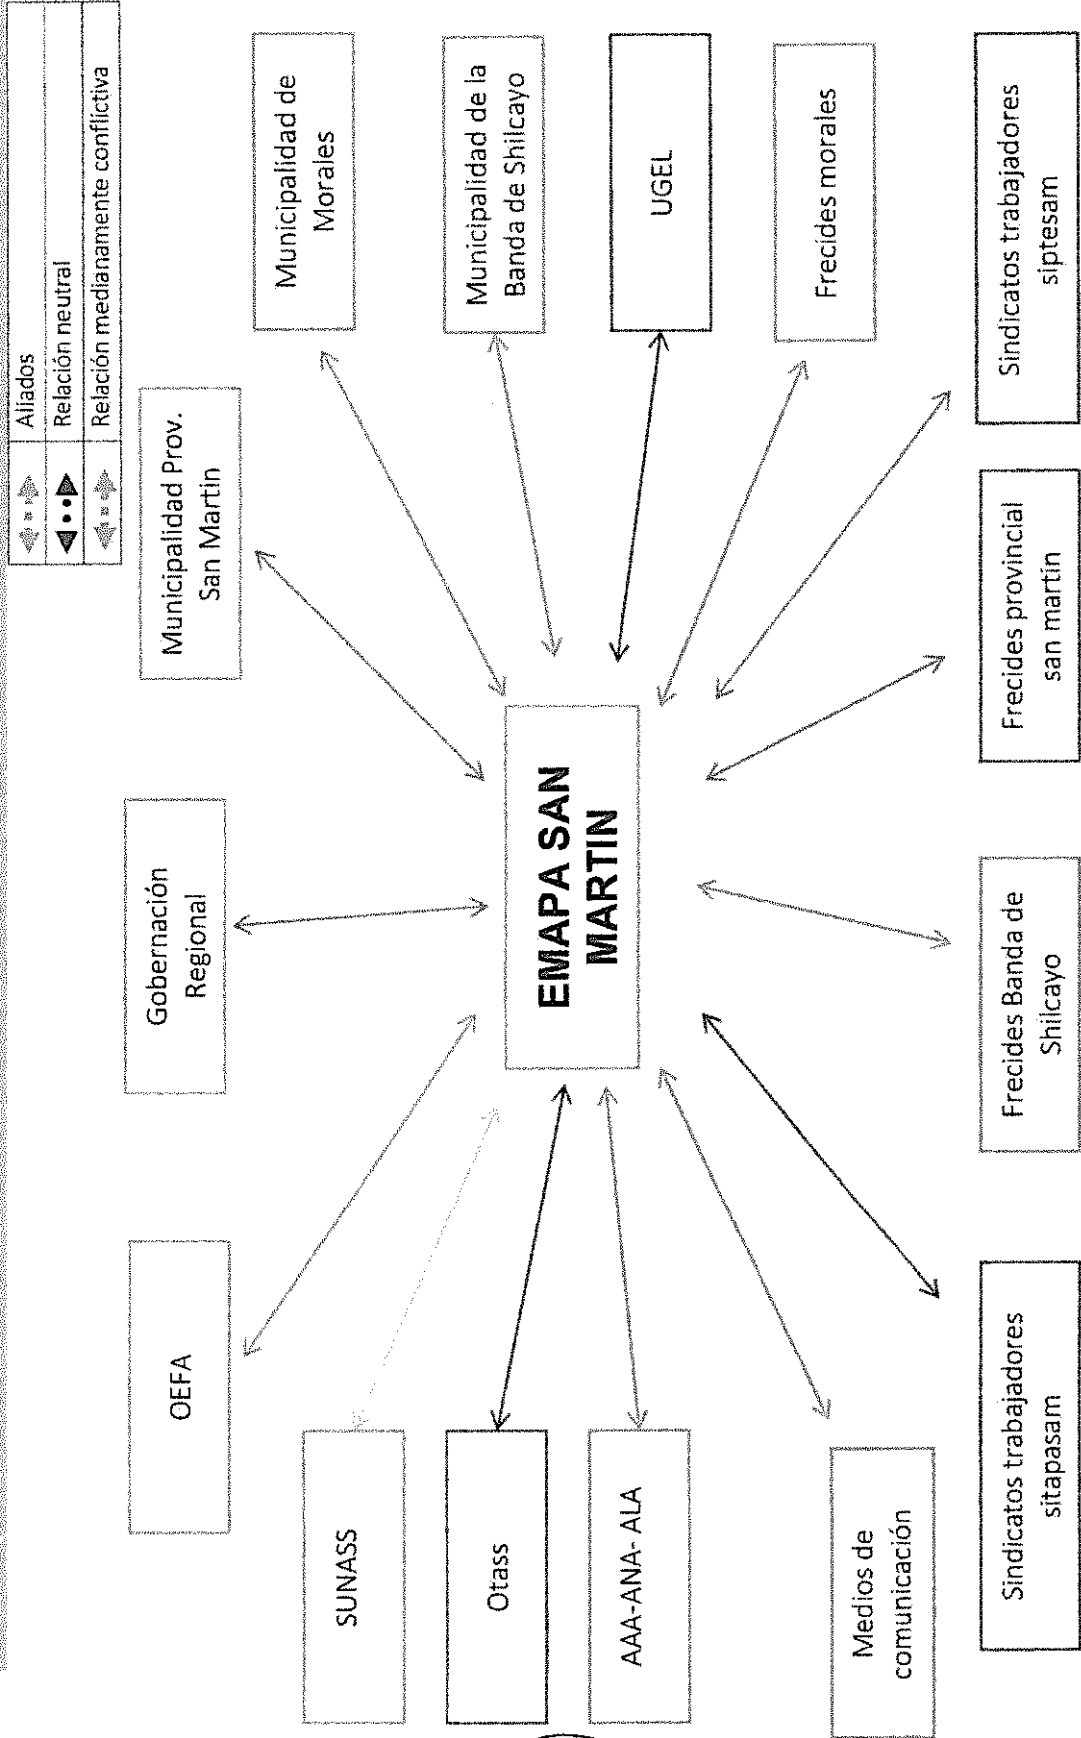 Aliados
Relación neutral
Relación medianamente conflictiva
OEFA
Gobernación
Regional
Municipalidad Prov.
San Martin
Municipalidad de
Morales
SUNASS
Municipalidad de la
Banda de Shilcayo
Otass
EMAPA SAN
MARTIN
UGEL
AAA-ANA- ALA
Frecides morales
Medios de
comunicación
Sindicatos trabajadores
sitapasam
Frecides Banda de
Shilcayo
Frecides provincial
san martin
Sindicatos trabajadores
siptesam